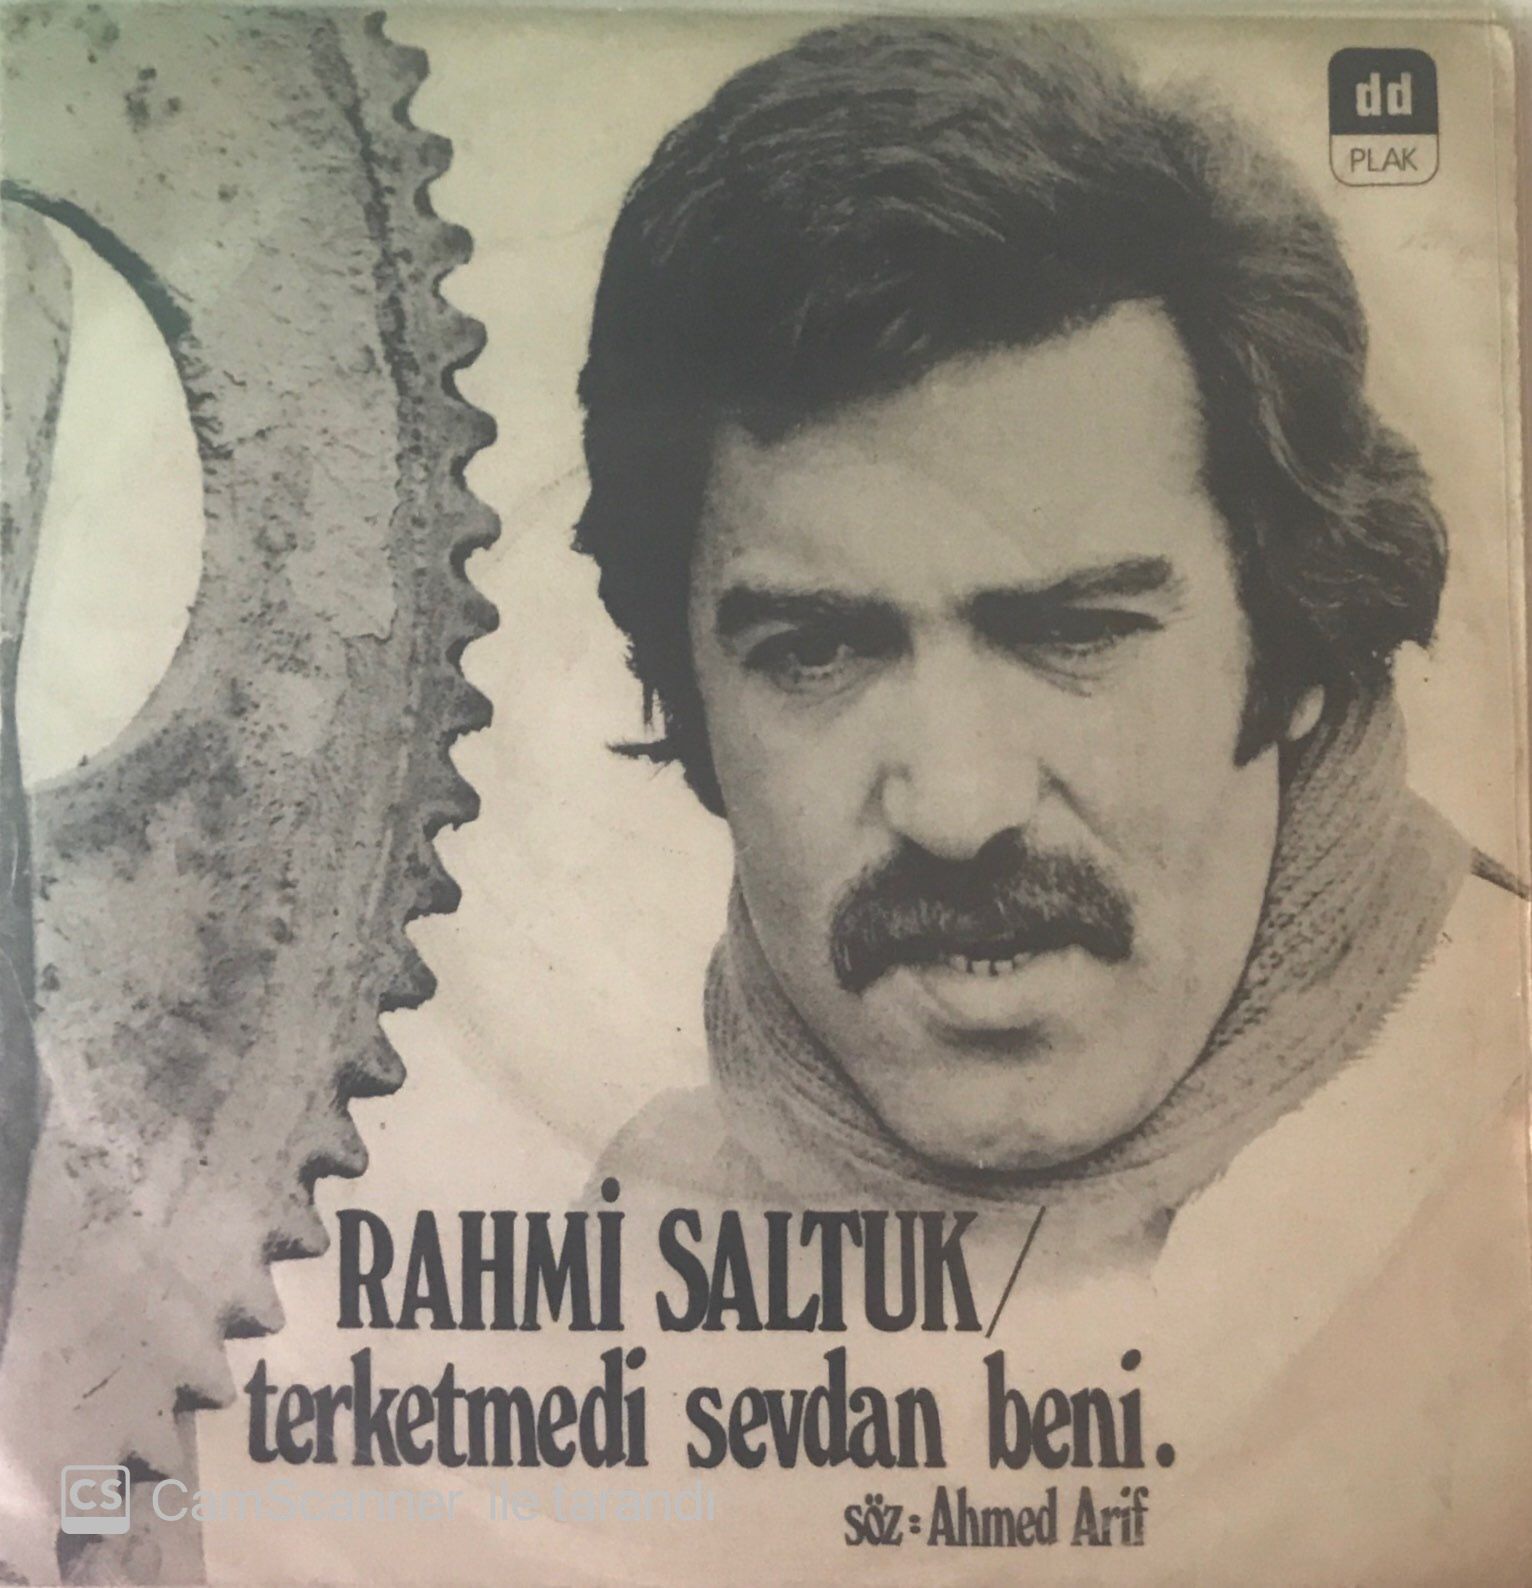 dd
PLAK
RAHMİ SALTUK/
terketmedi sevdan beni.
söz: Ahmed Arif
CS CamScanner ile tarandı